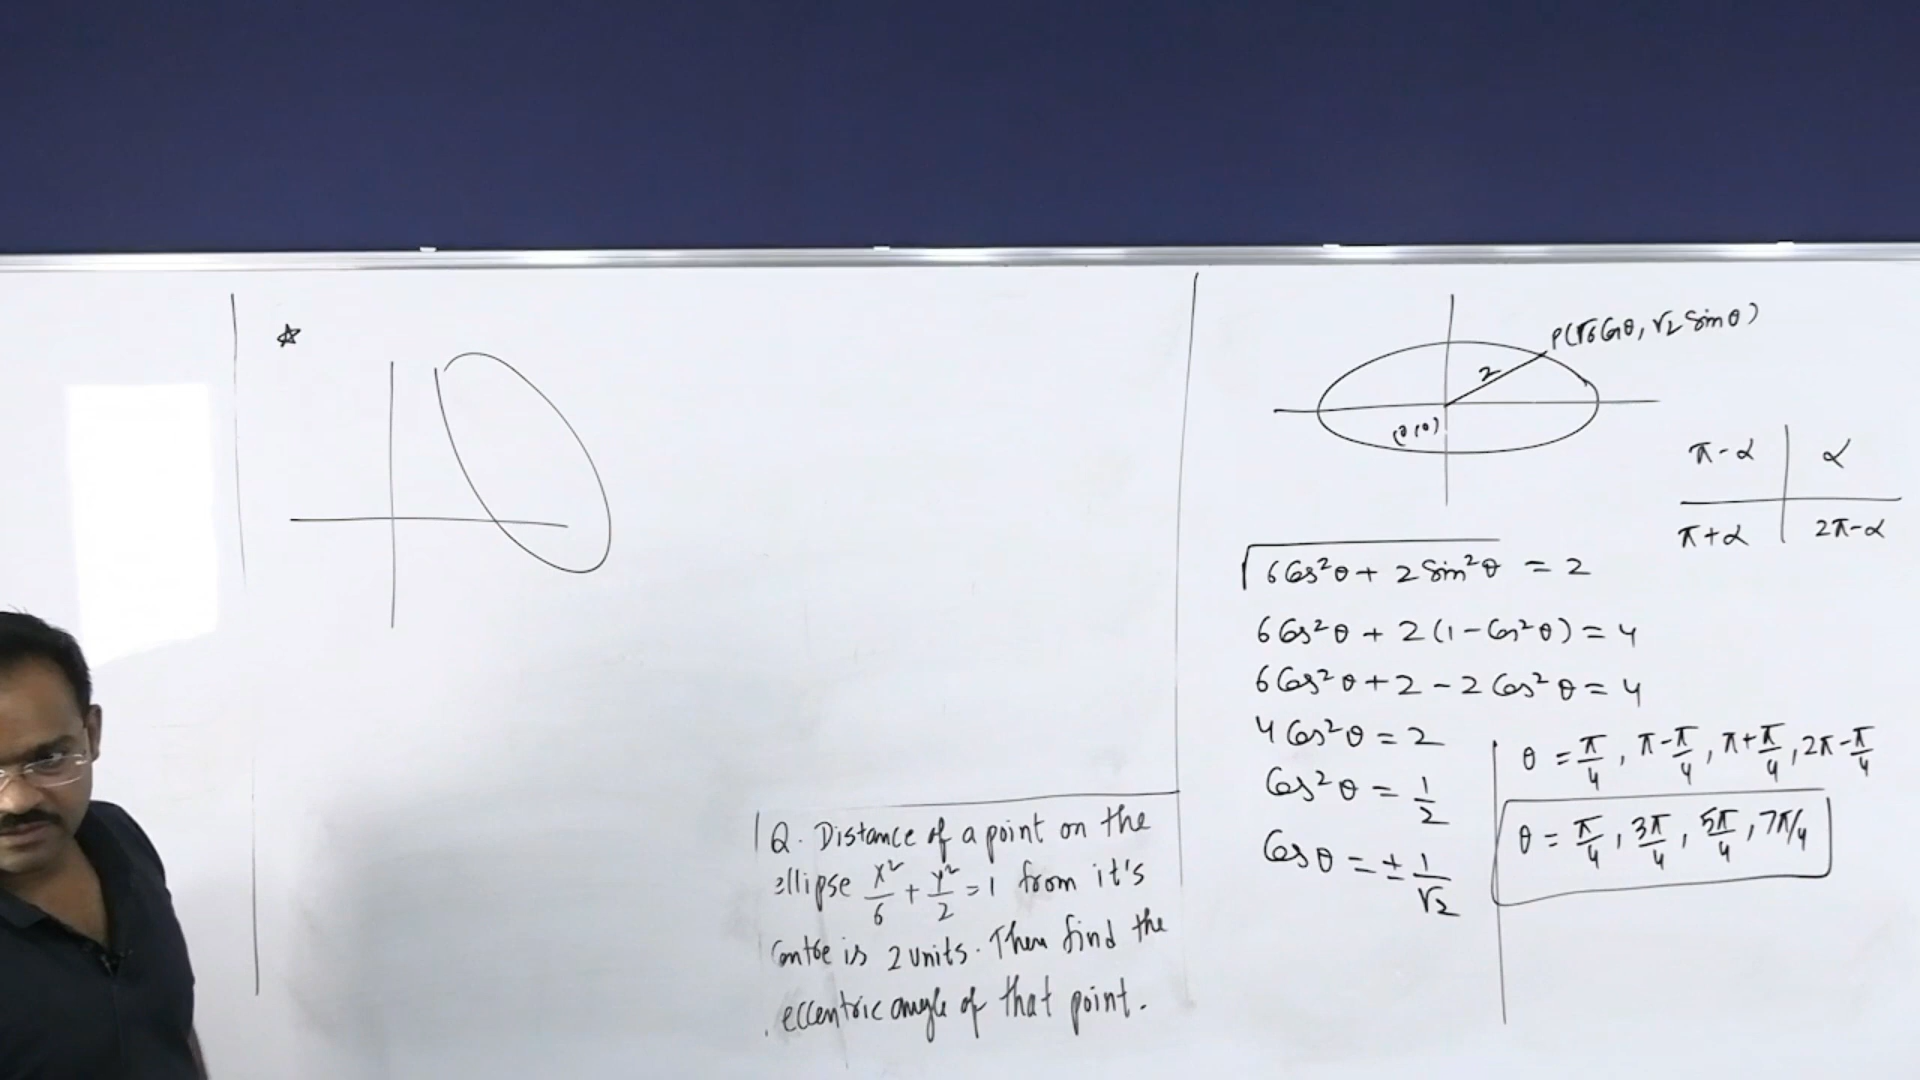 ☆
Q. Distance of a point on the
ellipse x²/6 + y²/2 = 1 from it's
Centre is 2 units. Then find the
eccentric angle of that point.
P(√6 Cosθ, √2 Sinθ)
2
(0,0)
π-α | α
π+α | 2π-α
√(6Cos²θ + 2Sin²θ) = 2
6Cos²θ + 2(1-Cos²θ) = 4
6Cos²θ + 2 - 2Cos²θ = 4
4Cos²θ = 2
Cos²θ = 1/2
Cosθ = ± 1/√2
θ = π/4, π-π/4, π+π/4, 2π-π/4
θ = π/4, 3π/4, 5π/4, 7π/4